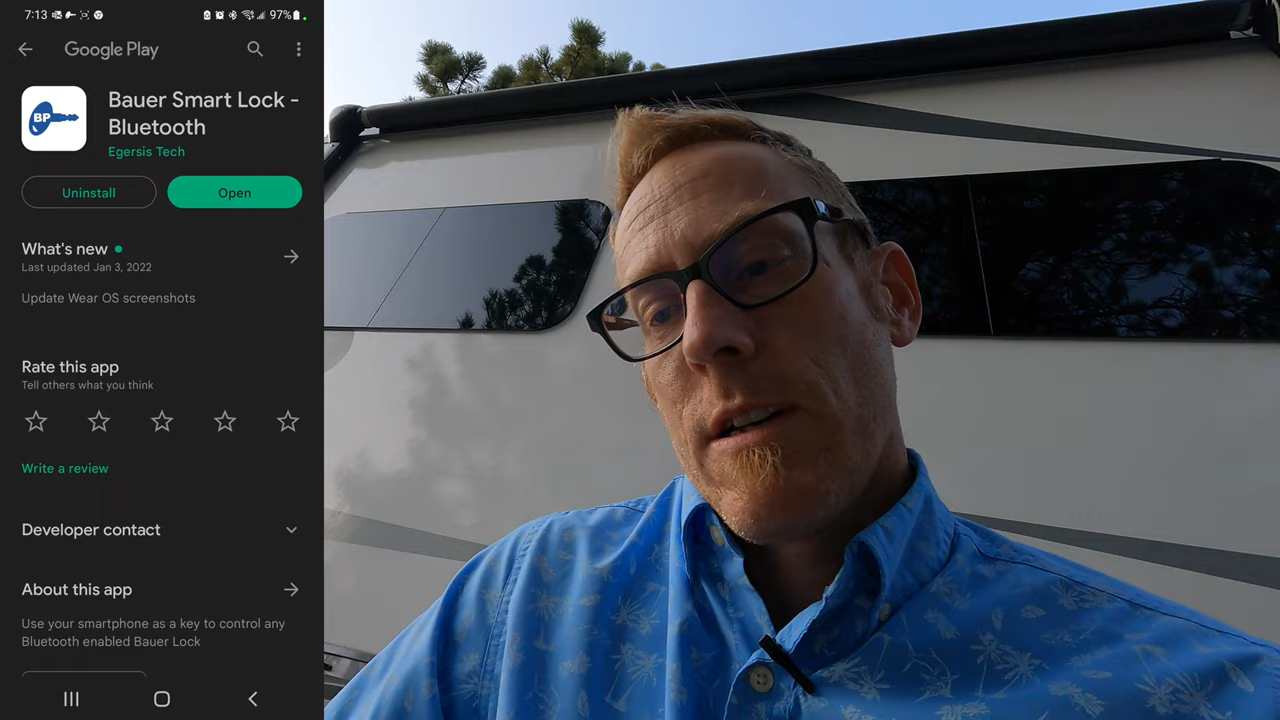 7:13
97%
Google Play
BP
Bauer Smart Lock -
Bluetooth
Egersis Tech
Uninstall
Open
What's new
Last updated Jan 3, 2022
Update Wear OS screenshots
Rate this app
Tell others what you think
Write a review
Developer contact
About this app
Use your smartphone as a key to control any
Bluetooth enabled Bauer Lock